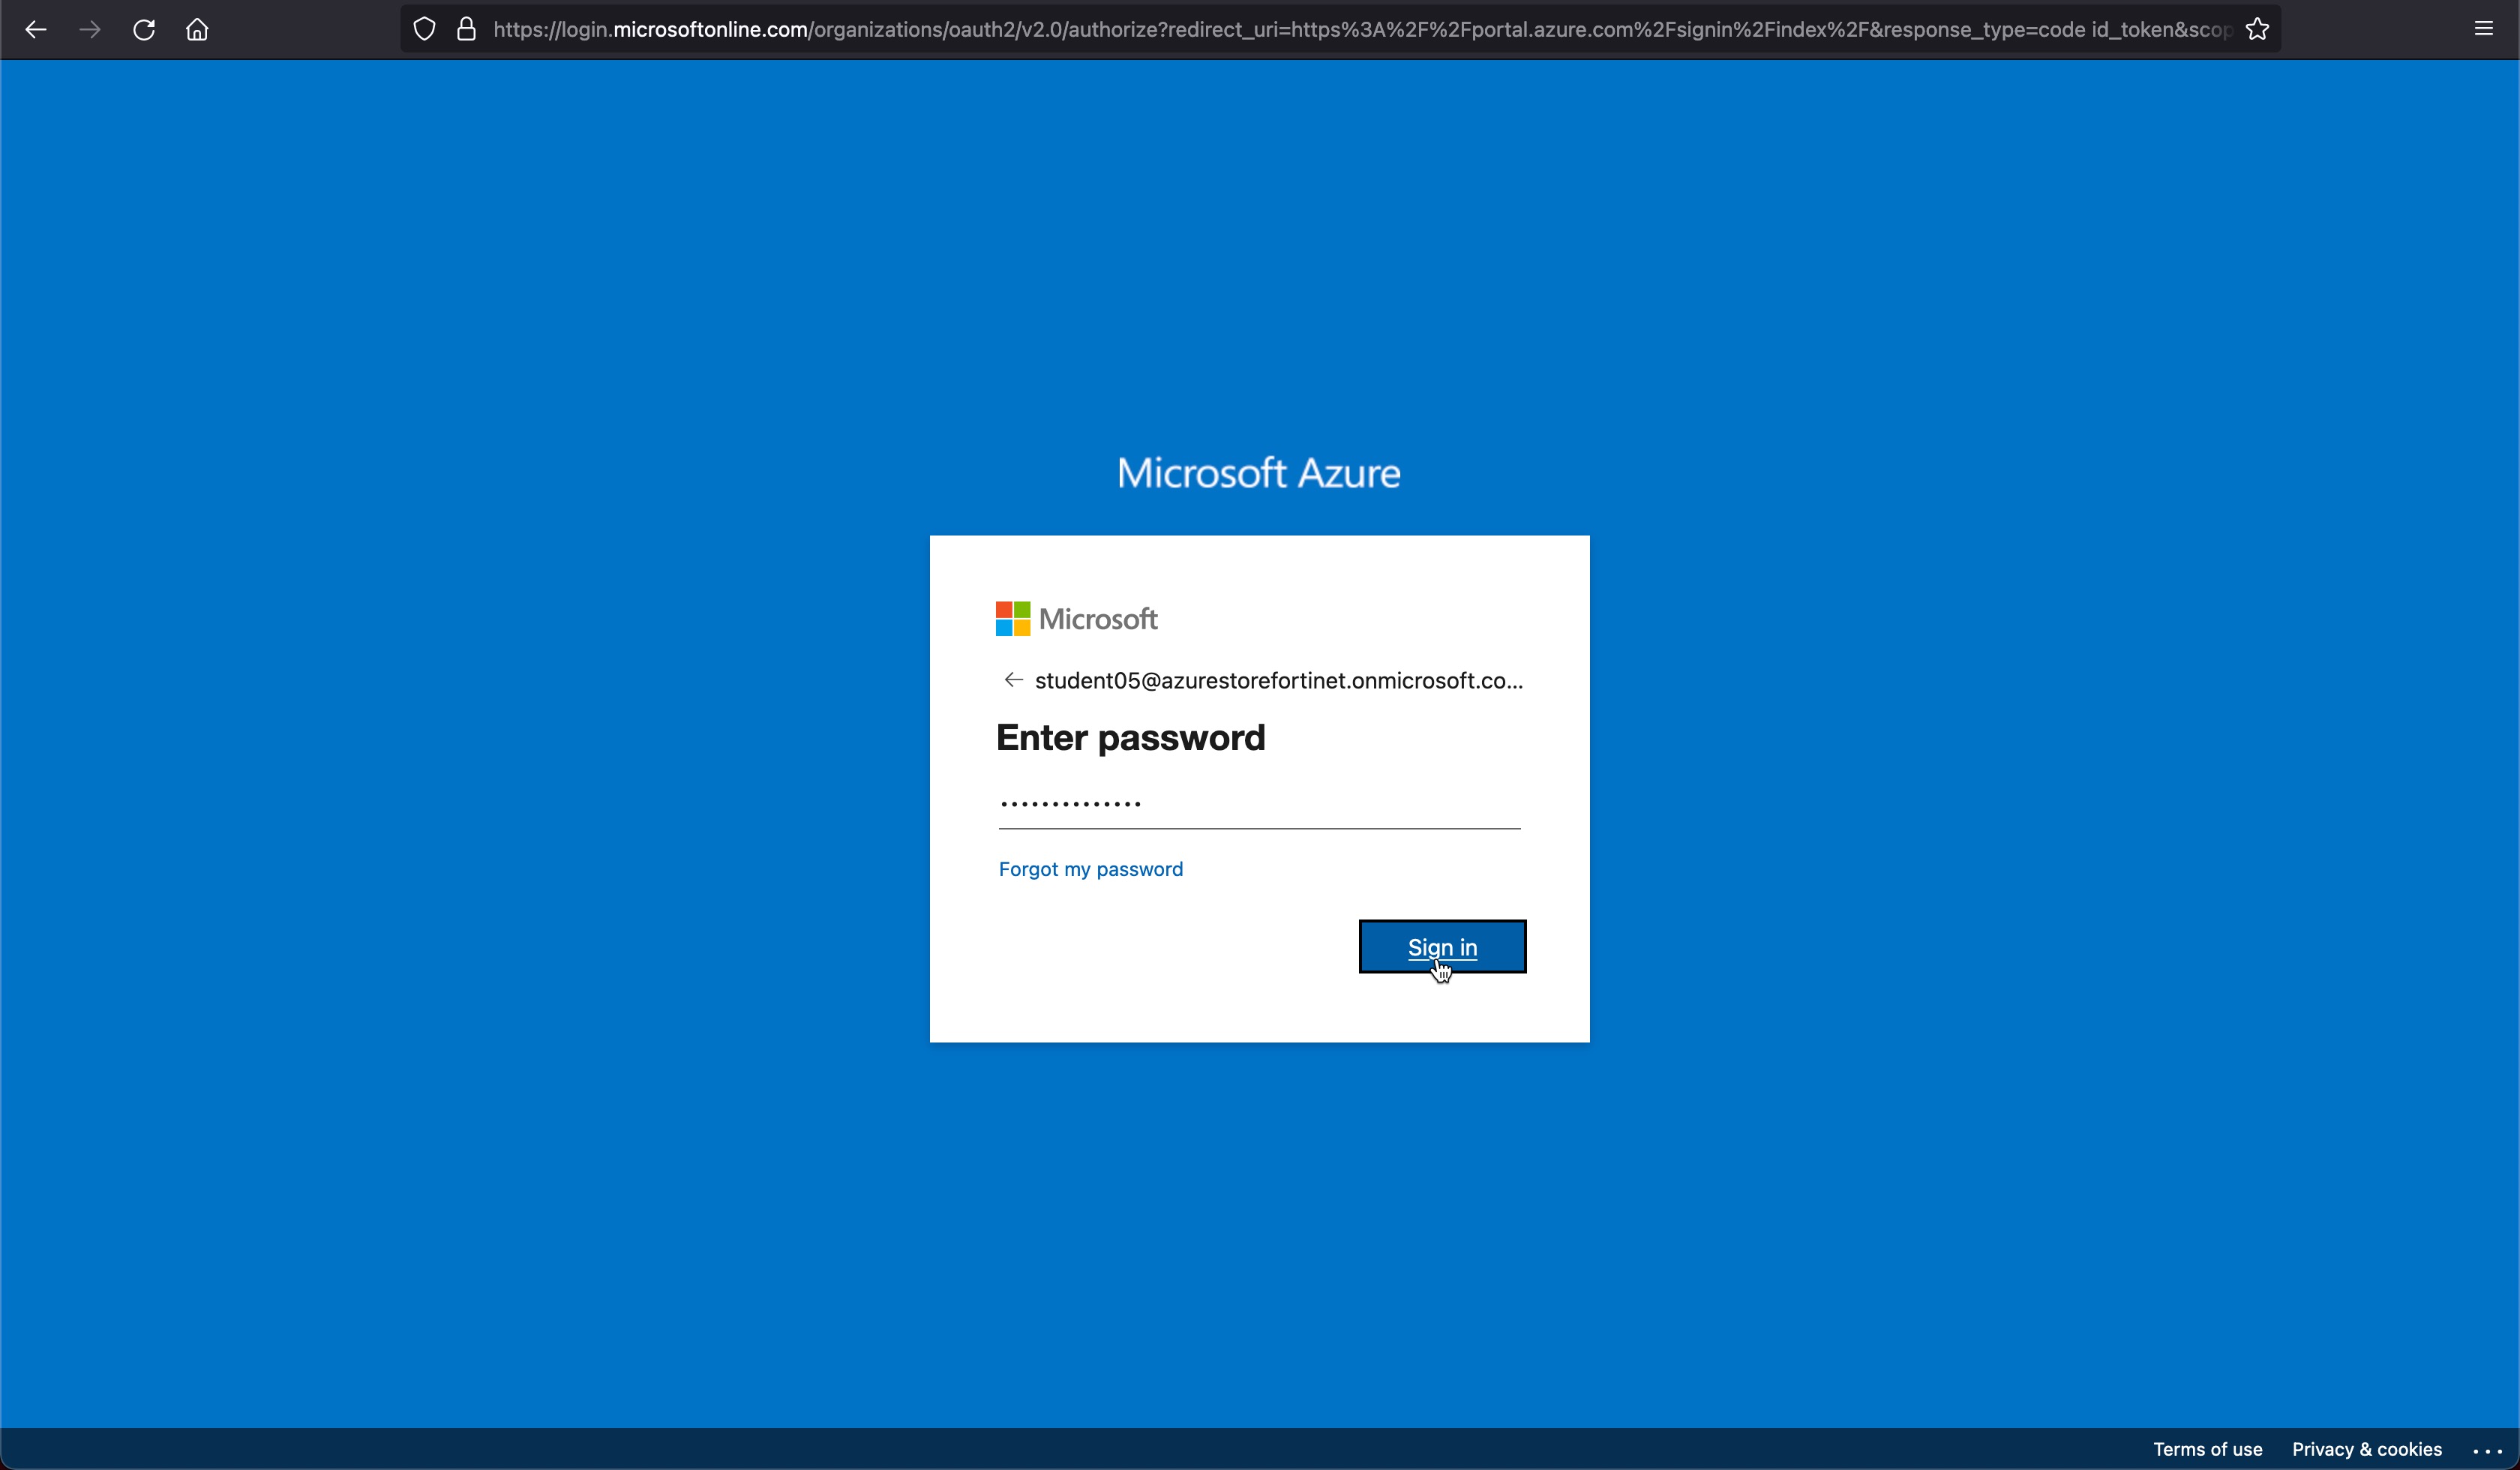 https://login.microsoftonline.com/organizations/oauth2/v2.0/authorize?redirect_uri=https%3A%2F%2Fportal.azure.com%2Fsignin%2Findex%2F&response_type=code id_token&scop
Microsoft Azure
Microsoft
student05@azurestorefortinet.onmicrosoft.co...
Enter password
Forgot my password
Sign in
Terms of use Privacy & cookies ...